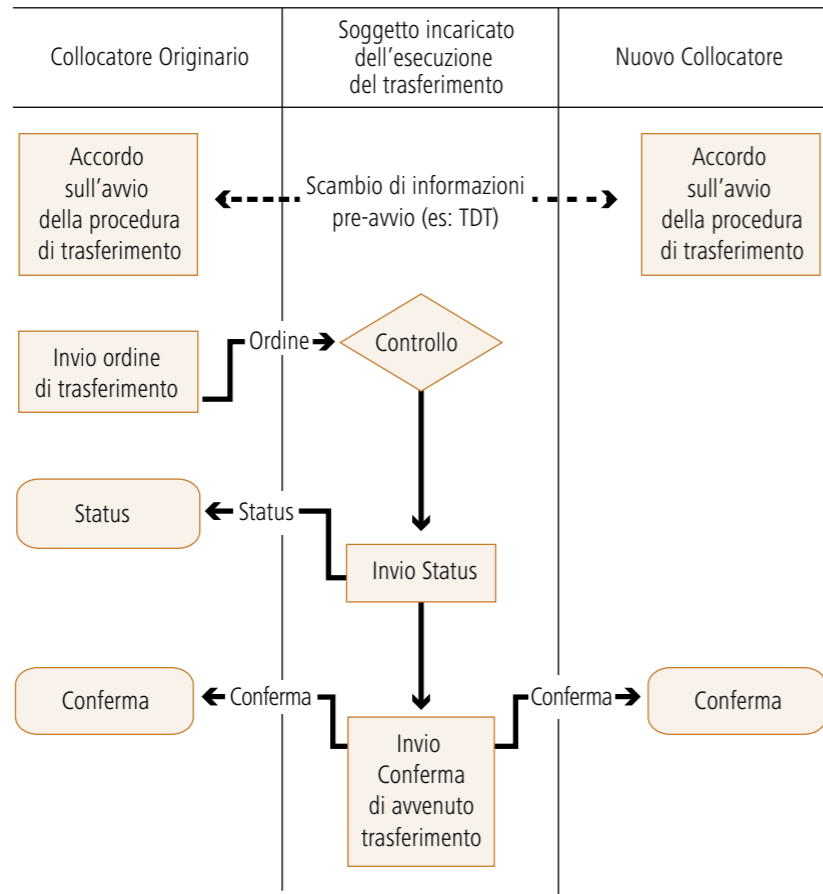 Collocatore Originario
Soggetto incaricato
dell'esecuzione
del trasferimento
Nuovo Collocatore
Accordo
sull'avvio
della procedura
di trasferimento
Scambio di informazioni
pre-avvio (es: TDT)
Accordo
sull'avvio
della procedura
di trasferimento
Invio ordine
di trasferimento
Ordine
Controllo
Status
Status
Invio Status
Conferma
Conferma
Invio
Conferma
di avvenuto
trasferimento
Conferma
Conferma